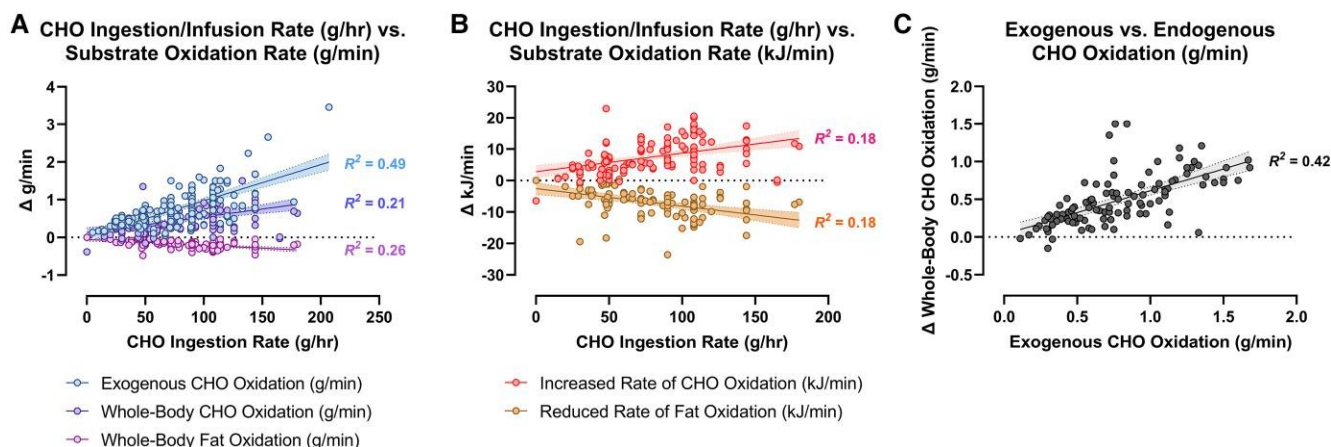 A CHO Ingestion/Infusion Rate (g/hr) vs.
Substrate Oxidation Rate (g/min)
4
3
2
1
0
-1
Δ g/min
R² = 0.49
R² = 0.21
R² = 0.26
0 50 100 150 200 250
CHO Ingestion Rate (g/hr)
Exogenous CHO Oxidation (g/min)
Whole-Body CHO Oxidation (g/min)
Whole-Body Fat Oxidation (g/min)
B CHO Ingestion/Infusion Rate (g/hr) vs.
Substrate Oxidation Rate (kJ/min)
30
20
10
0
-10
-20
-30
Δ kJ/min
R² = 0.18
R² = 0.18
0 50 100 150 200
CHO Ingestion Rate (g/hr)
Increased Rate of CHO Oxidation (kJ/min)
Reduced Rate of Fat Oxidation (kJ/min)
C Exogenous vs. Endogenous
CHO Oxidation (g/min)
2.0
1.5
1.0
0.5
0.0
-0.5
Δ Whole-Body CHO Oxidation (g/min)
R² = 0.42
0.0 0.5 1.0 1.5 2.0
Exogenous CHO Oxidation (g/min)